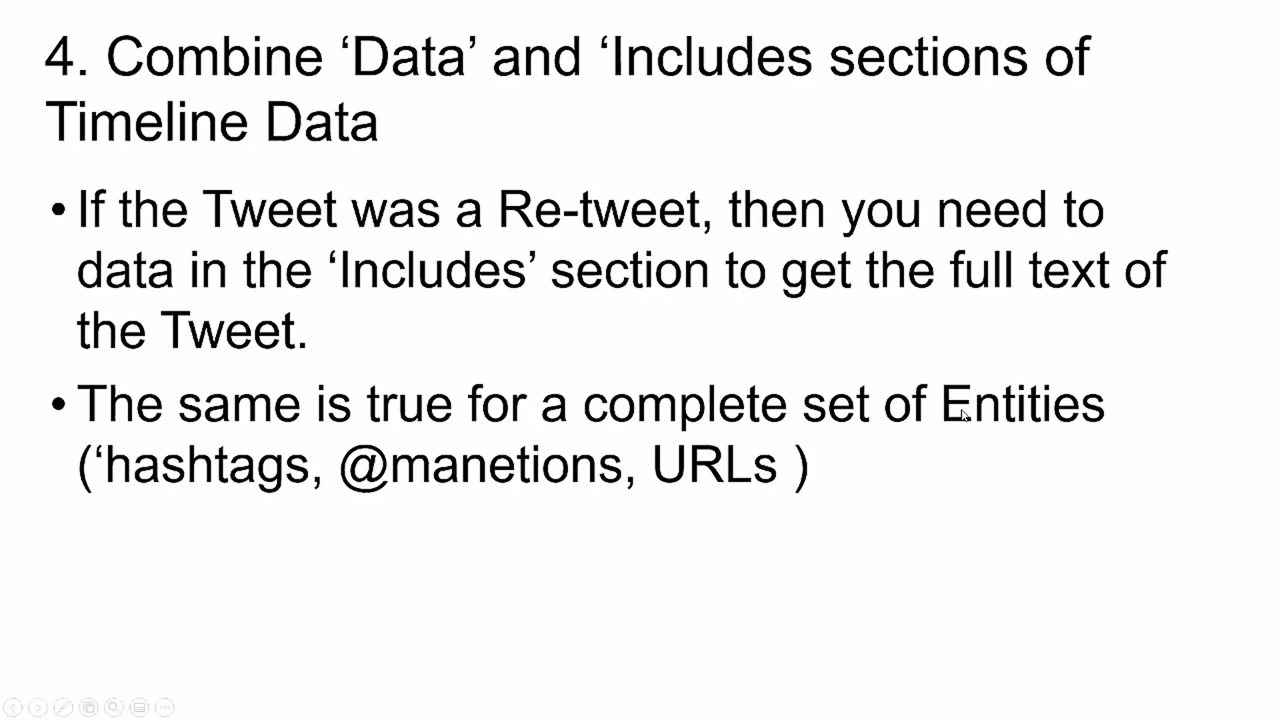 4. Combine ‘Data’ and ‘Includes sections of
Timeline Data
• If the Tweet was a Re-tweet, then you need to
data in the ‘Includes’ section to get the full text of
the Tweet.
• The same is true for a complete set of Entities
(‘hashtags, @manetions, URLs )